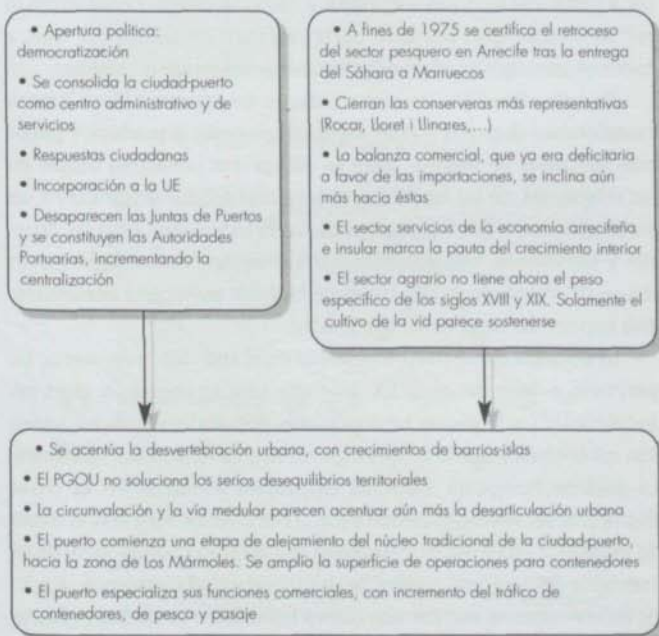 • Apertura política:
democratización
• Se consolida la ciudad-puerto
como centro administrativo y de
servicios
• Respuestas ciudadanas
• Incorporación a la UE
• Desaparecen las Juntas de Puertos
y se constituyen las Autoridades
Portuarias, incrementando la
centralización
• A fines de 1975 se certifica el retroceso
del sector pesquero en Arrecife tras la entrega
del Sáhara a Marruecos
• Cierran las conserveras más representativas
(Rocar, Lloret i Llinares,...)
• La balanza comercial, que ya era deficitaria
a favor de las importaciones, se inclina aún
más hacia éstas
• El sector servicios de la economía arrecifeña
e insular marca la pauta del crecimiento interior
• El sector agrario no tiene ahora el peso
específico de los siglos XVIII y XIX. Solamente el
cultivo de la vid parece sostenerse
• Se acentúa la desvertebración urbana, con crecimientos de barrios-islas
• El PGOU no soluciona los serios desequilibrios territoriales
• La circunvalación y la vía medular parecen acentuar aún más la desarticulación urbana
• El puerto comienza una etapa de alejamiento del núcleo tradicional de la ciudad-puerto,
hacia la zona de Los Mármoles. Se amplía la superficie de operaciones para contenedores
• El puerto especializa sus funciones comerciales, con incremento del tráfico de
contenedores, de pesca y pasaje